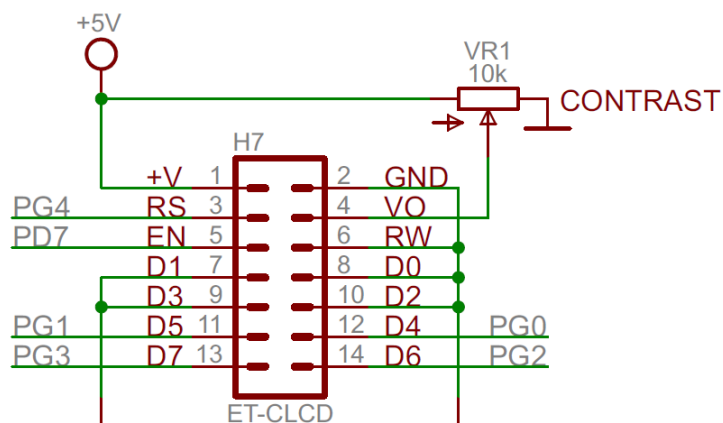 +5V
VR1
10k
CONTRAST
H7
+V 1 2 GND
PG4 RS 3 4 VO
PD7 EN 5 6 RW
D1 7 8 D0
D3 9 10 D2
PG1 D5 11 12 D4 PG0
PG3 D7 13 14 D6 PG2
ET-CLCD